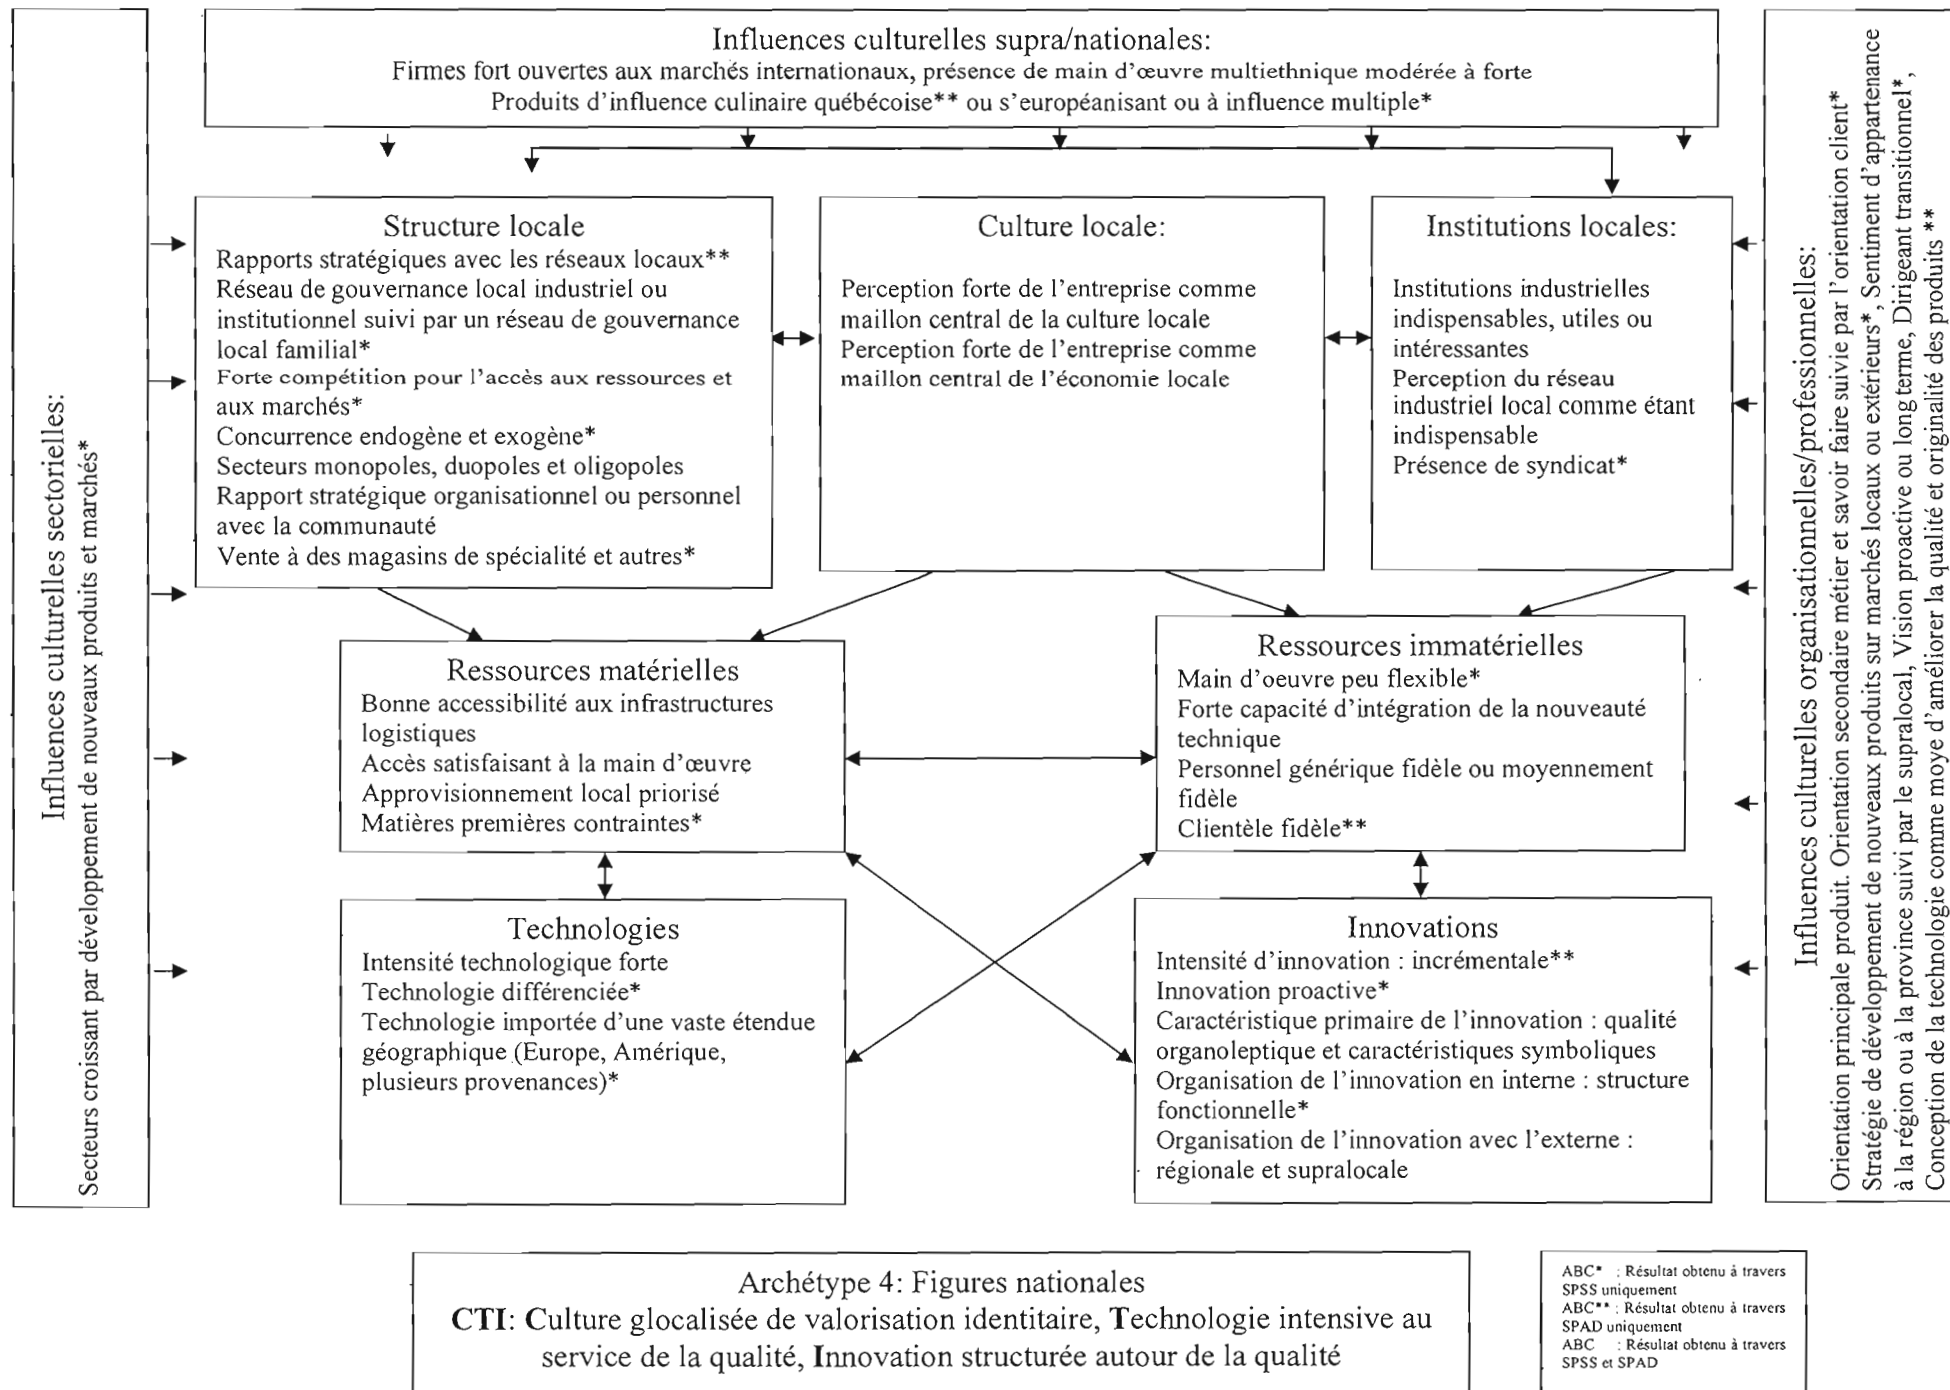 Influences culturelles supra/nationales:
Firmes fort ouvertes aux marchés internationaux, présence de main d'œuvre multiethnique modérée à forte
Produits d'influence culinaire québécoise** ou s'européanisant ou à influence multiple*
Influences culturelles sectorielles:
Secteurs croissant par développement de nouveaux produits et marchés*
Structure locale
Rapports stratégiques avec les réseaux locaux**
Réseau de gouvernance local industriel ou
institutionnel suivi par un réseau de gouvernance
local familial*
Forte compétition pour l'accès aux ressources et
aux marchés*
Concurrence endogène et exogène*
Secteurs monopoles, duopoles et oligopoles
Rapport stratégique organisationnel ou personnel
avec la communauté
Vente à des magasins de spécialité et autres*
Culture locale:
Perception forte de l'entreprise comme
maillon central de la culture locale
Perception forte de l'entreprise comme
maillon central de l'économie locale
Institutions locales:
Institutions industrielles
indispensables, utiles ou
intéressantes
Perception du réseau
industriel local comme étant
indispensable
Présence de syndicat*
Influences culturelles organisationnelles/professionnelles:
Orientation principale produit. Orientation secondaire métier et savoir faire suivie par l'orientation client*
Stratégie de développement de nouveaux produits sur marchés locaux ou extérieurs*, Sentiment d'appartenance
à la région ou à la province suivi par le supralocal, Vision proactive ou long terme, Dirigeant transitionnel*,
Conception de la technologie comme moye d'améliorer la qualité et originalité des produits **
Ressources matérielles
Bonne accessibilité aux infrastructures
logistiques
Accès satisfaisant à la main d'œuvre
Approvisionnement local priorisé
Matières premières contraintes*
Ressources immatérielles
Main d'oeuvre peu flexible*
Forte capacité d'intégration de la nouveauté
technique
Personnel générique fidèle ou moyennement
fidèle
Clientèle fidèle**
Technologies
Intensité technologique forte
Technologie différenciée*
Technologie importée d'une vaste étendue
géographique (Europe, Amérique,
plusieurs provenances)*
Innovations
Intensité d'innovation : incrémentale**
Innovation proactive*
Caractéristique primaire de l'innovation : qualité
organoleptique et caractéristiques symboliques
Organisation de l'innovation en interne : structure
fonctionnelle*
Organisation de l'innovation avec l'externe :
régionale et supralocale
Archétype 4: Figures nationales
CTI: Culture glocalisée de valorisation identitaire, Technologie intensive au
service de la qualité, Innovation structurée autour de la qualité
ABC* : Résultat obtenu à travers
SPSS uniquement
ABC** : Résultat obtenu à travers
SPAD uniquement
ABC : Résultat obtenu à travers
SPSS et SPAD